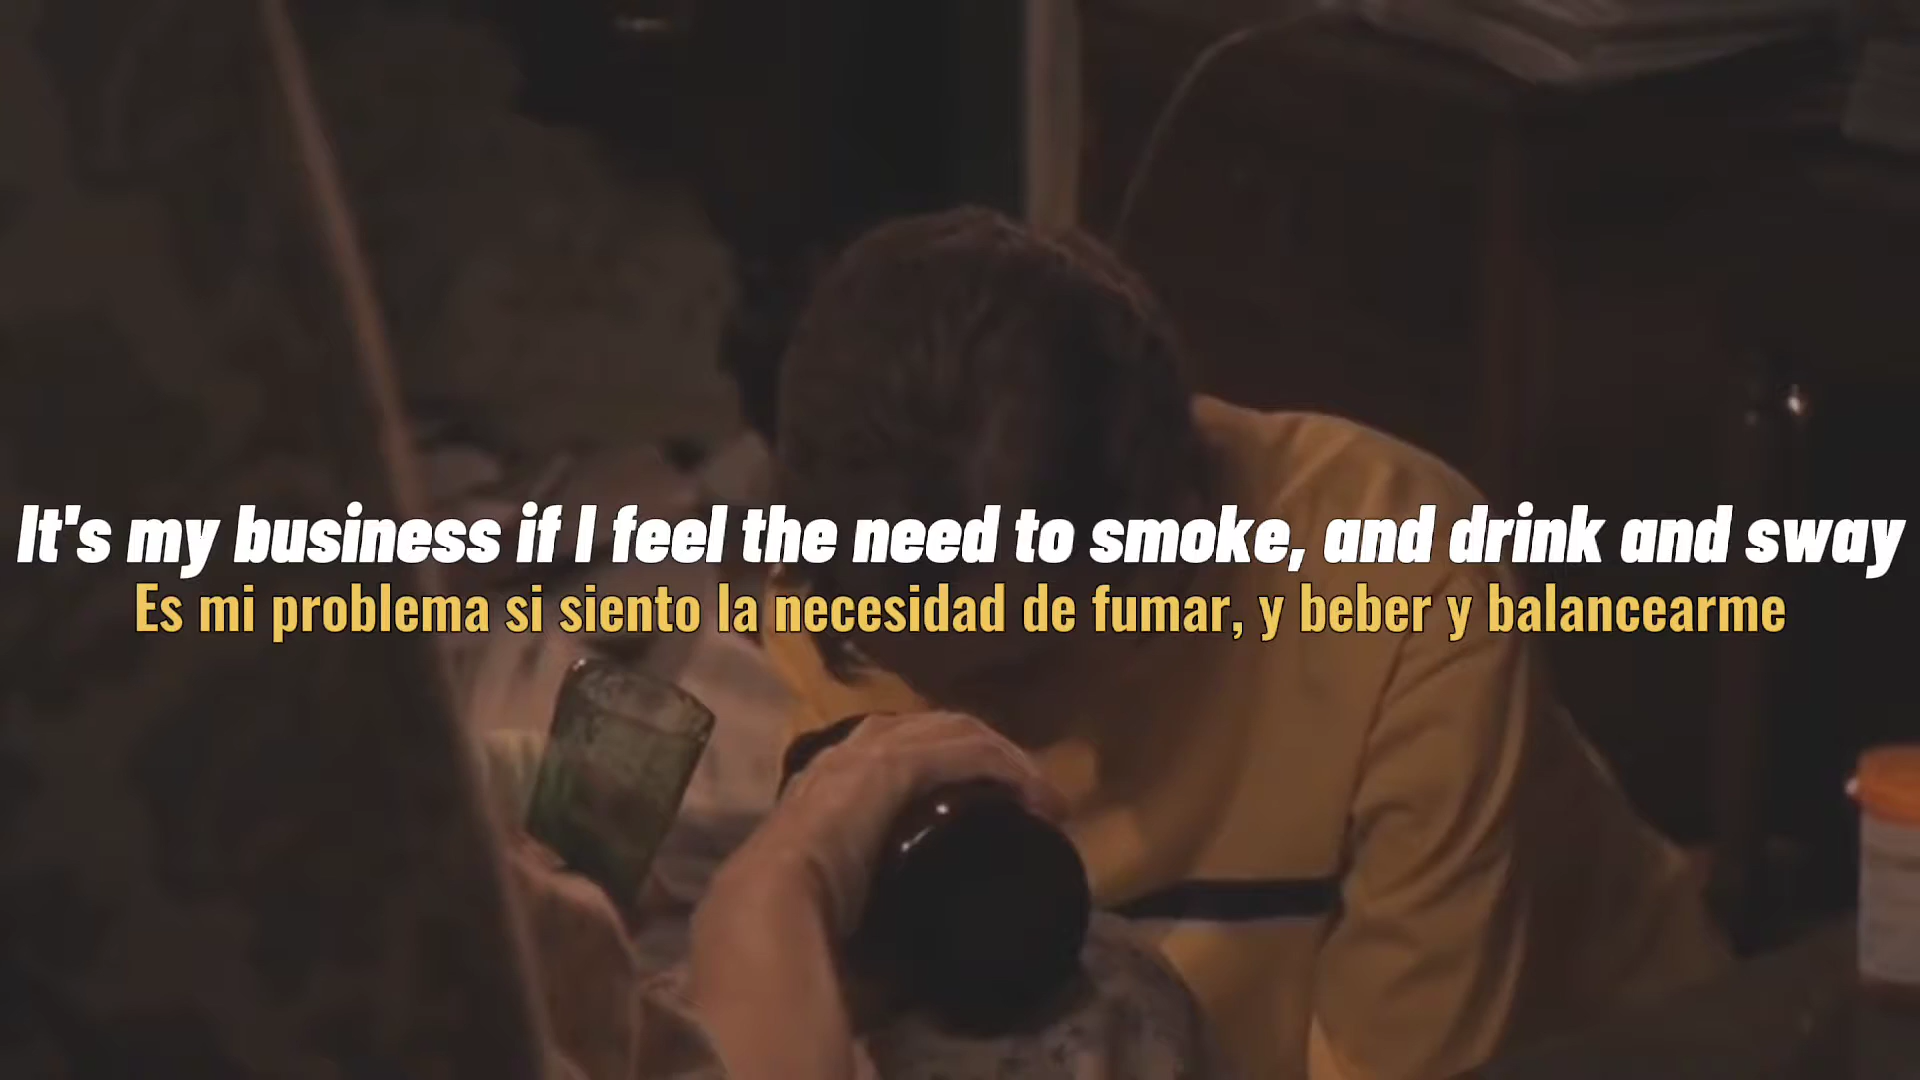 It's my business if I feel the need to smoke, and drink and sway
Es mi problema si siento la necesidad de fumar, y beber y balancearme